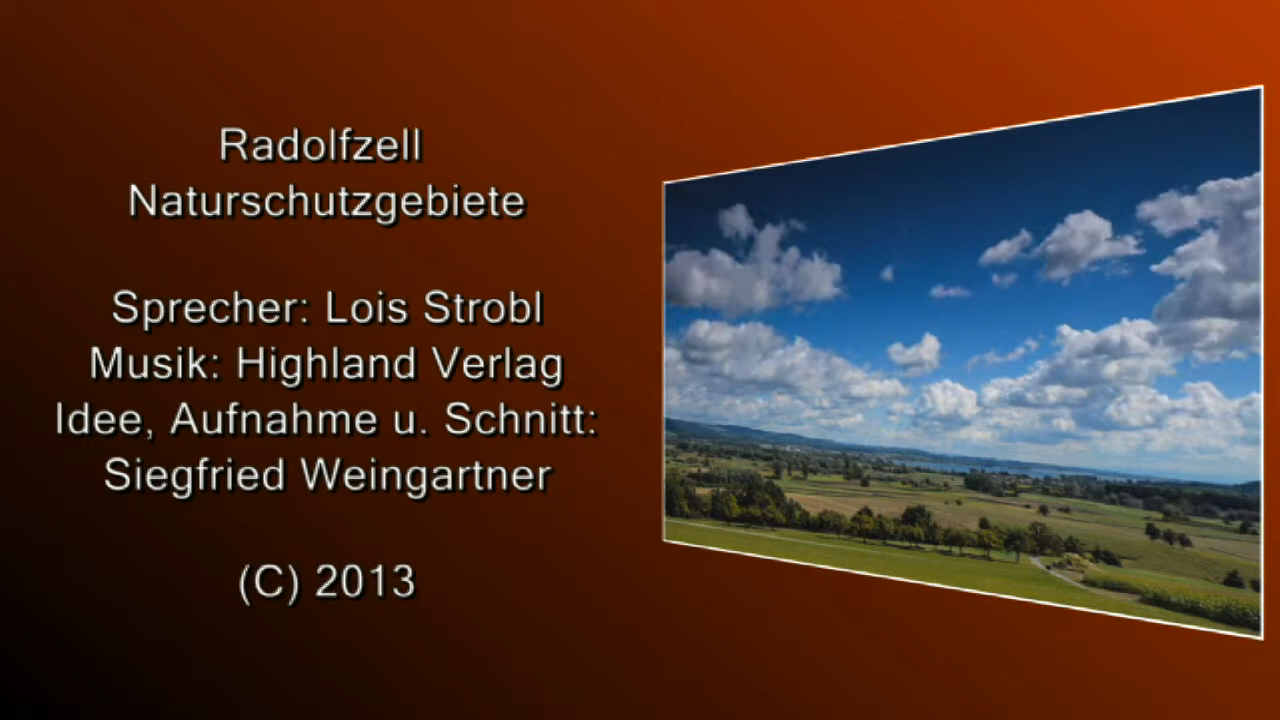 Radolfzell
Naturschutzgebiete
Sprecher: Lois Strobl
Musik: Highland Verlag
Idee, Aufnahme u. Schnitt:
Siegfried Weingartner
(C) 2013